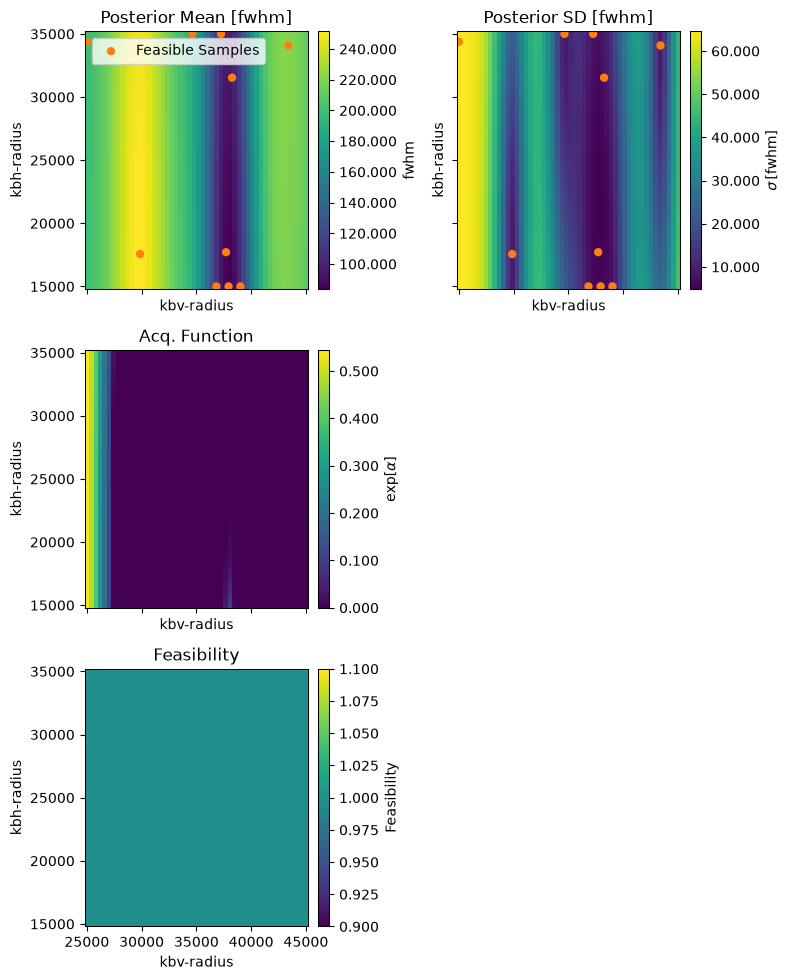 Posterior Mean [fwhm]
Posterior SD [fwhm]
35000
30000
25000
20000
15000
kbh-radius
Feasible Samples
kbv-radius
240.000
220.000
200.000
180.000
160.000
140.000
120.000
100.000
fwhm
kbh-radius
kbv-radius
60.000
50.000
40.000
30.000
20.000
10.000
σ[fwhm]
Acq. Function
35000
30000
25000
20000
15000
kbh-radius
kbv-radius
0.500
0.400
0.300
0.200
0.100
0.000
exp[α]
Feasibility
35000
30000
25000
20000
15000
kbh-radius
25000 30000 35000 40000 45000
kbv-radius
1.100
1.075
1.050
1.025
1.000
0.975
0.950
0.925
0.900
Feasibility